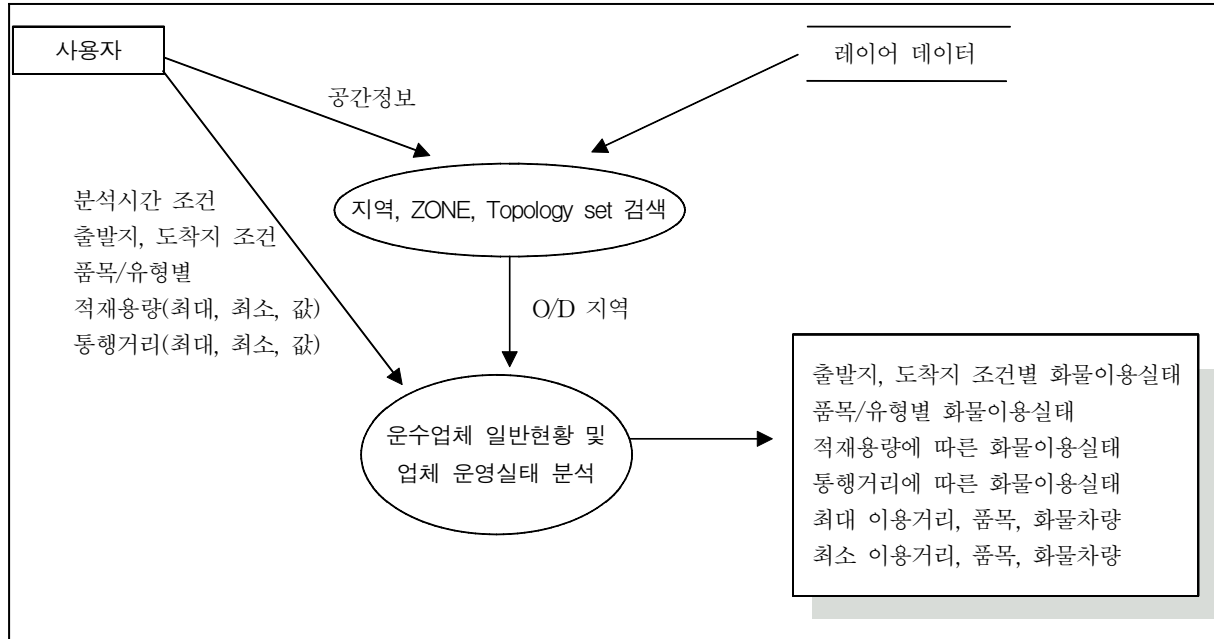 사용자
레이어 데이터
공간정보
분석시간 조건
출발지, 도착지 조건
품목/유형별
적재용량(최대, 최소, 값)
통행거리(최대, 최소, 값)
지역, ZONE, Topology set 검색
O/D 지역
운수업체 일반현황 및
업체 운영실태 분석
출발지, 도착지 조건별 화물이용실태
품목/유형별 화물이용실태
적재용량에 따른 화물이용실태
통행거리에 따른 화물이용실태
최대 이용거리, 품목, 화물차량
최소 이용거리, 품목, 화물차량